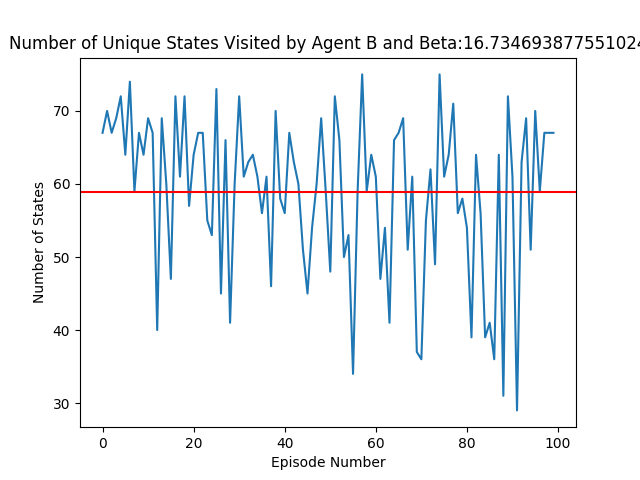 Number of Unique States Visited by Agent B and Beta:16.734693877551024
70
60
50
40
30
Number of States
0 20 40 60 80 100
Episode Number